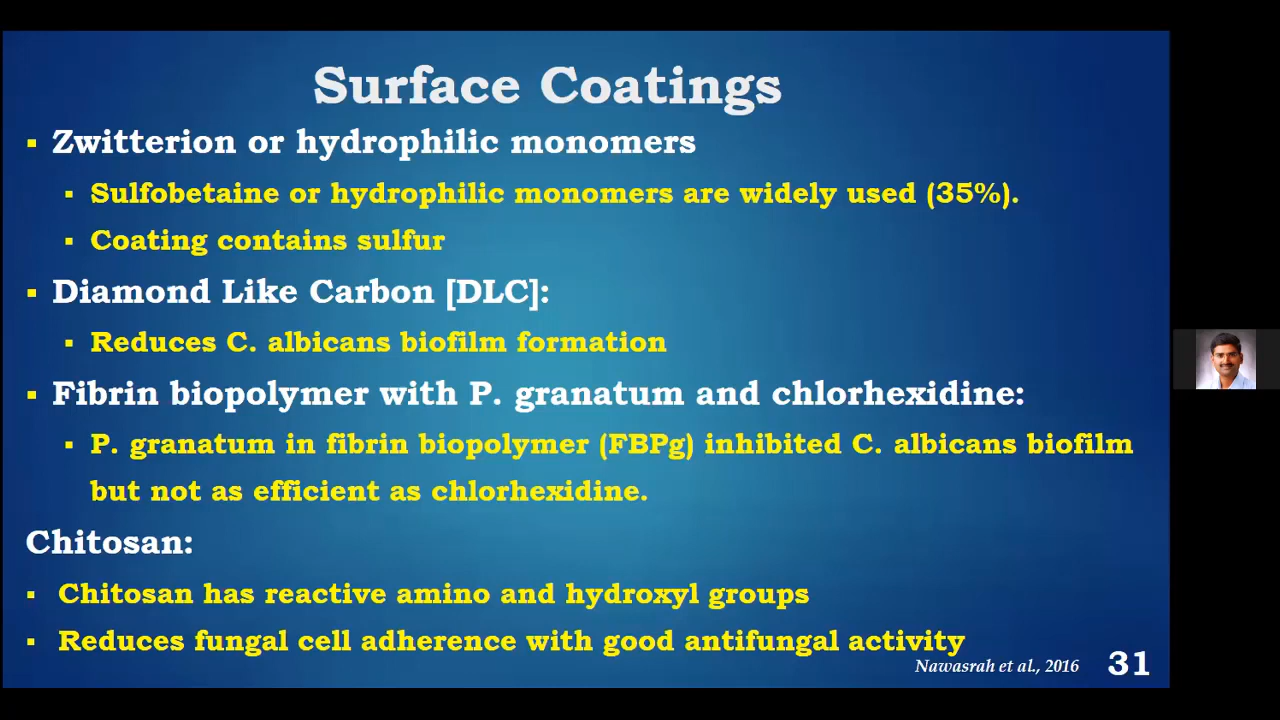 Surface Coatings
▪ Zwitterion or hydrophilic monomers
▪ Sulfobetaine or hydrophilic monomers are widely used (35%).
▪ Coating contains sulfur
▪ Diamond Like Carbon [DLC]:
▪ Reduces C. albicans biofilm formation
▪ Fibrin biopolymer with P. granatum and chlorhexidine:
▪ P. granatum in fibrin biopolymer (FBPg) inhibited C. albicans biofilm
but not as efficient as chlorhexidine.
Chitosan:
▪ Chitosan has reactive amino and hydroxyl groups
▪ Reduces fungal cell adherence with good antifungal activity
Nawasrah et al., 2016 31